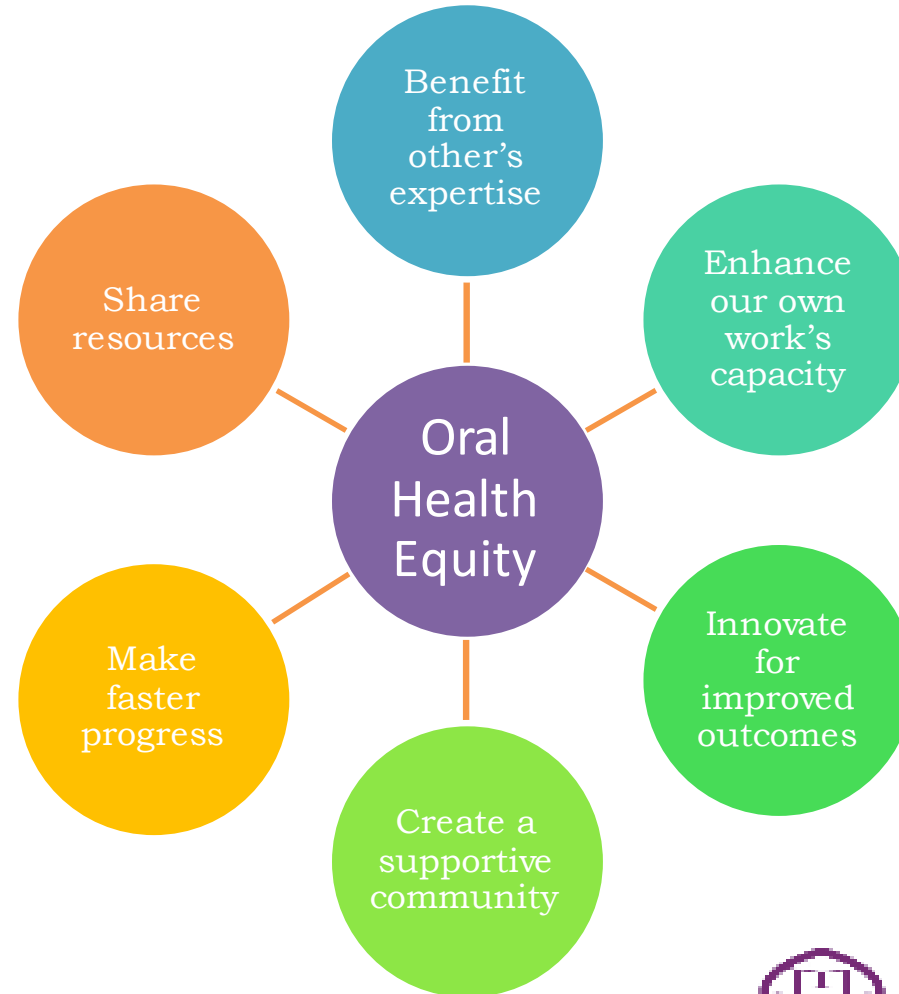 Benefit
from
other’s
expertise
Enhance
our own
work’s
capacity
Innovate
for
improved
outcomes
Create a
supportive
community
Make
faster
progress
Share
resources
Oral
Health
Equity